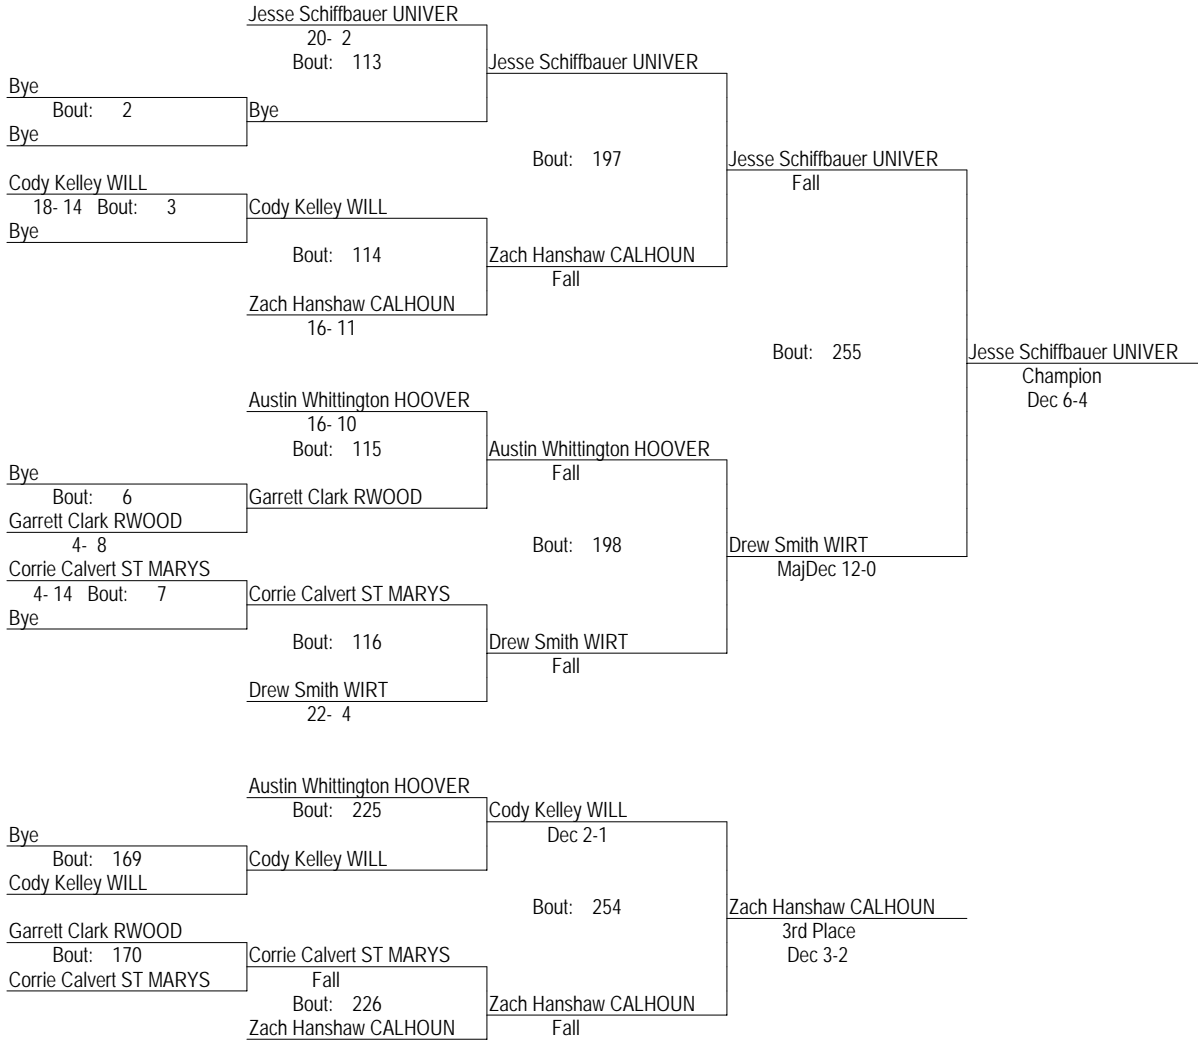 Jesse Schiffbauer UNIVER
20- 2
Bout: 113
Jesse Schiffbauer UNIVER
Bye
Bout: 2
Bye
Bye
Bout: 197
Jesse Schiffbauer UNIVER
Fall
Cody Kelley WILL
18- 14 Bout: 3
Cody Kelley WILL
Bye
Bout: 114
Zach Hanshaw CALHOUN
Fall
Zach Hanshaw CALHOUN
16- 11
Bout: 255
Jesse Schiffbauer UNIVER
Champion
Dec 6-4
Austin Whittington HOOVER
16- 10
Bout: 115
Austin Whittington HOOVER
Fall
Bye
Bout: 6
Garrett Clark RWOOD
Garrett Clark RWOOD
4- 8
Bout: 198
Drew Smith WIRT
MajDec 12-0
Corrie Calvert ST MARYS
4- 14 Bout: 7
Corrie Calvert ST MARYS
Bye
Bout: 116
Drew Smith WIRT
Fall
Drew Smith WIRT
22- 4
Austin Whittington HOOVER
Bout: 225
Cody Kelley WILL
Dec 2-1
Bye
Bout: 169
Cody Kelley WILL
Cody Kelley WILL
Bout: 254
Zach Hanshaw CALHOUN
3rd Place
Dec 3-2
Garrett Clark RWOOD
Bout: 170
Corrie Calvert ST MARYS
Corrie Calvert ST MARYS
Fall
Bout: 226
Zach Hanshaw CALHOUN
Fall
Zach Hanshaw CALHOUN